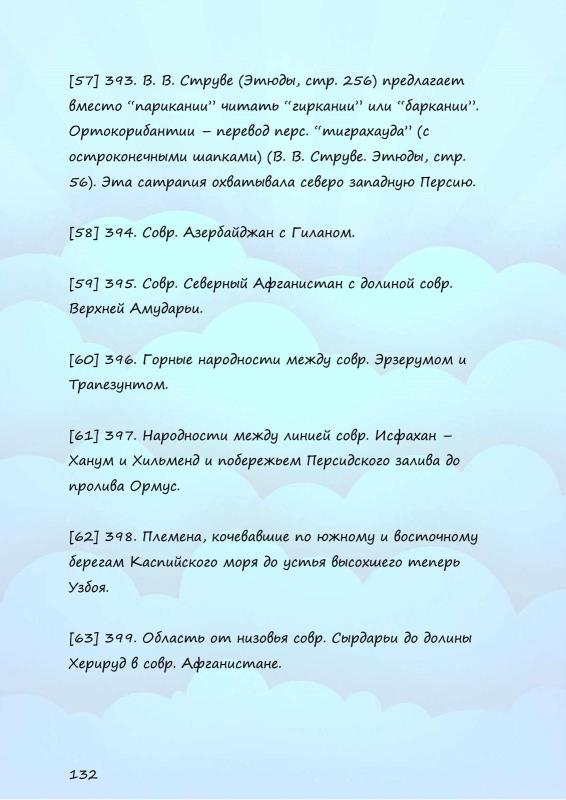 [57] 393. В. В. Струве (Этюды, стр. 256) предлагает
вместо “парикании” читать “гиркании” или “баркании”.
Ортокорибантии – перевод перс. “тиграхауда” (с
остроконечными шапками) (В. В. Струве. Этюды, стр.
56). Эта сатрапия охватывала северо западную Персию.
[58] 394. Совр. Азербайджан с Гиланом.
[59] 395. Совр. Северный Афганистан с долиной совр.
Верхней Амударьи.
[60] 396. Горные народности между совр. Эрзерумом и
Трапезунтом.
[61] 397. Народности между линией совр. Исфахан –
Ханум и Хильменд и побережьем Персидского залива до
пролива Ормус.
[62] 398. Племена, кочевавшие по южному и восточному
берегам Каспийского моря до устья высохшего теперь
Узбоя.
[63] 399. Область от низовья совр. Сырдарьи до долины
Херируд в совр. Афганистане.
132